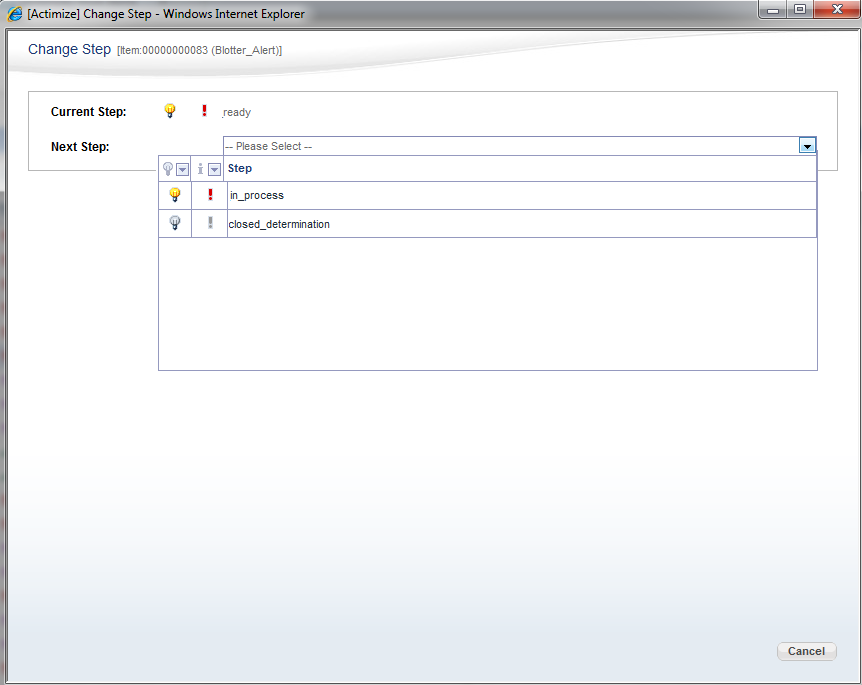 [Actimize] Change Step - Windows Internet Explorer
Change Step [Item:00000000083 (Blotter_Alert)]
Current Step: ready
Next Step: -- Please Select --
Step
in_process
closed_determination
Cancel